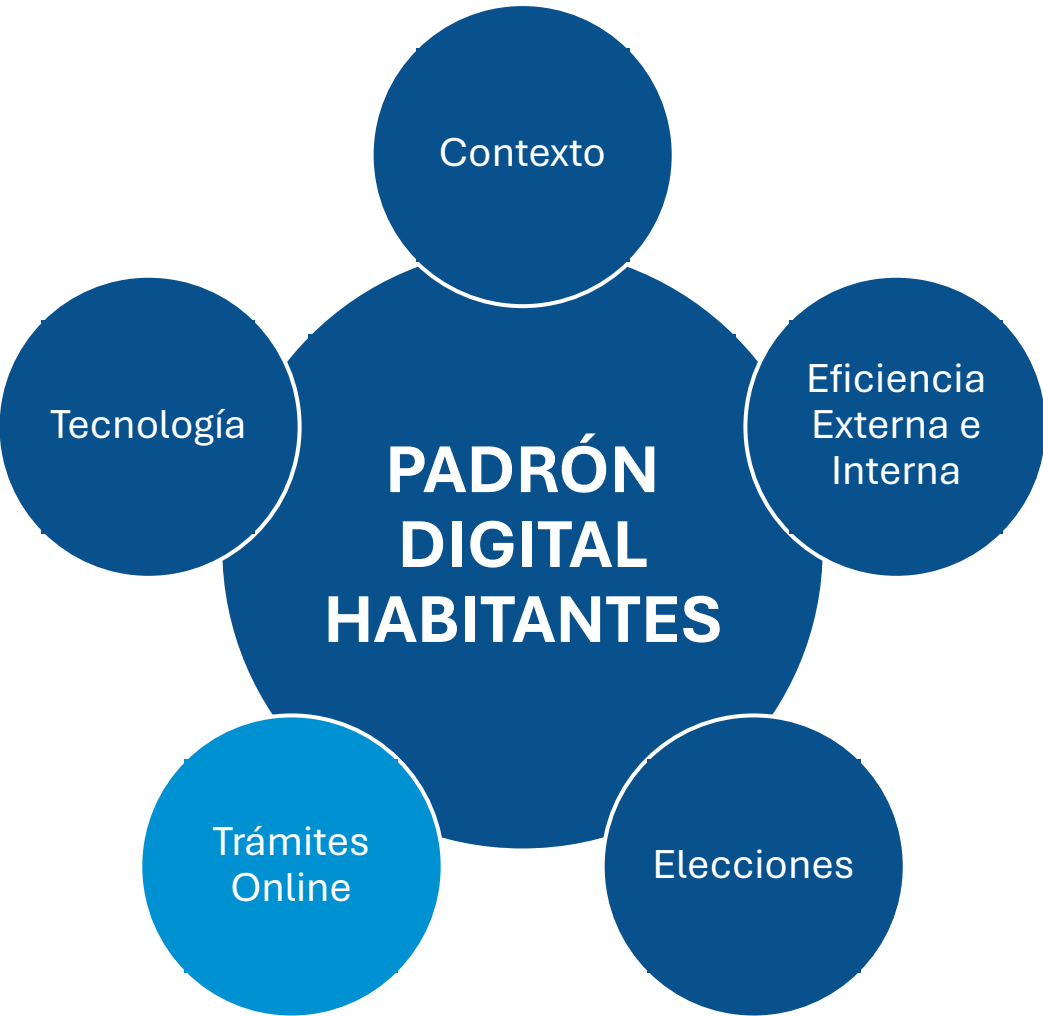 Contexto
Eficiencia
Externa e
Interna
Tecnología
PADRÓN
DIGITAL
HABITANTES
Trámites
Online
Elecciones